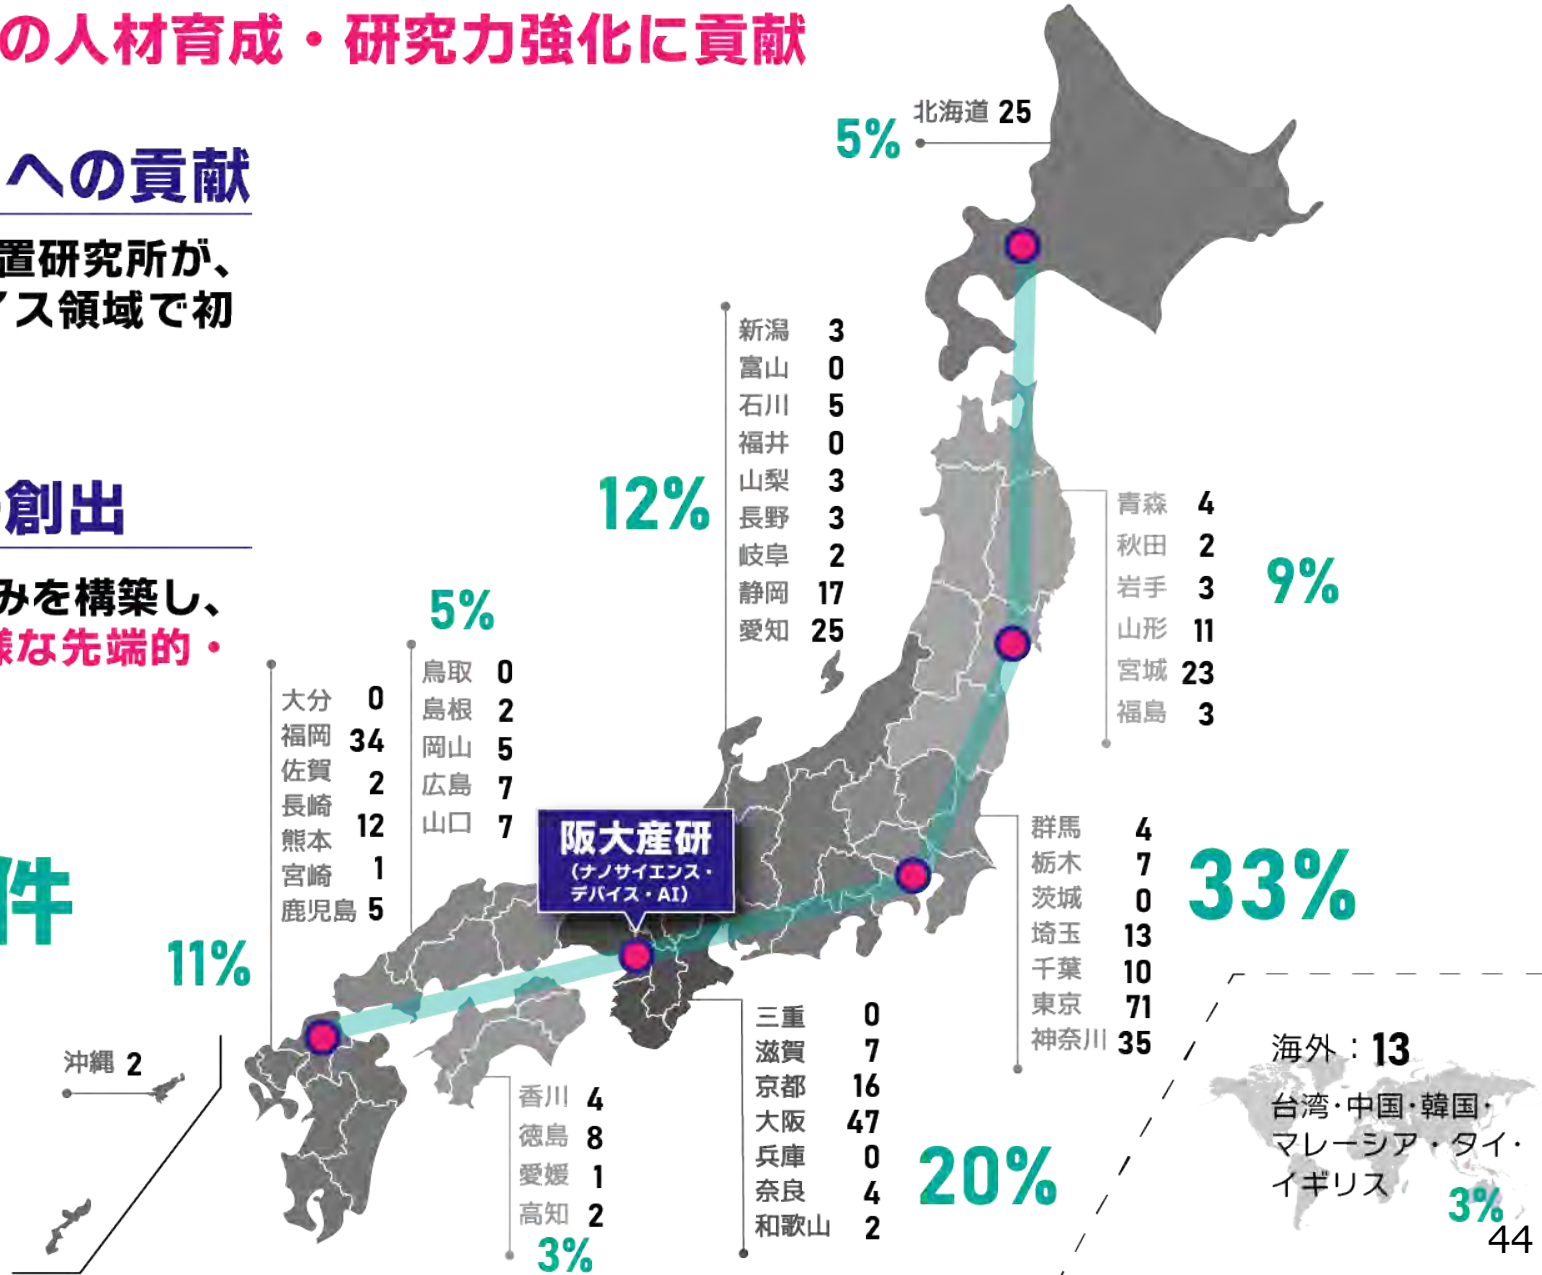 の人材育成・研究力強化に貢献
への貢献
置研究所が、
イス領域で初
創出
みを構築し、
様な先端的・
件
5%
北海道 25
12%
新潟 3
富山 0
石川 5
福井 0
山梨 3
長野 3
岐阜 2
静岡 17
愛知 25
青森 4
秋田 2
岩手 3
山形 11
宮城 23
福島 3
9%
5%
鳥取 0
島根 2
岡山 5
広島 7
山口 7
大分 0
福岡 34
佐賀 2
長崎
熊本 12
宮崎 1
鹿児島 5
11%
沖縄 2
阪大産研
（ナノサイエンス・
デバイス・AI）
群馬 4
栃木 7
茨城 0
埼玉 13
千葉 10
東京 71
神奈川 35
33%
三重 0
滋賀 7
京都 16
大阪 47
兵庫 0
奈良 4
和歌山 2
20%
香川 4
徳島 8
愛媛 1
高知 2
3%
海外：13
台湾・中国・韓国・
マレーシア・タイ・
イギリス
3%
44